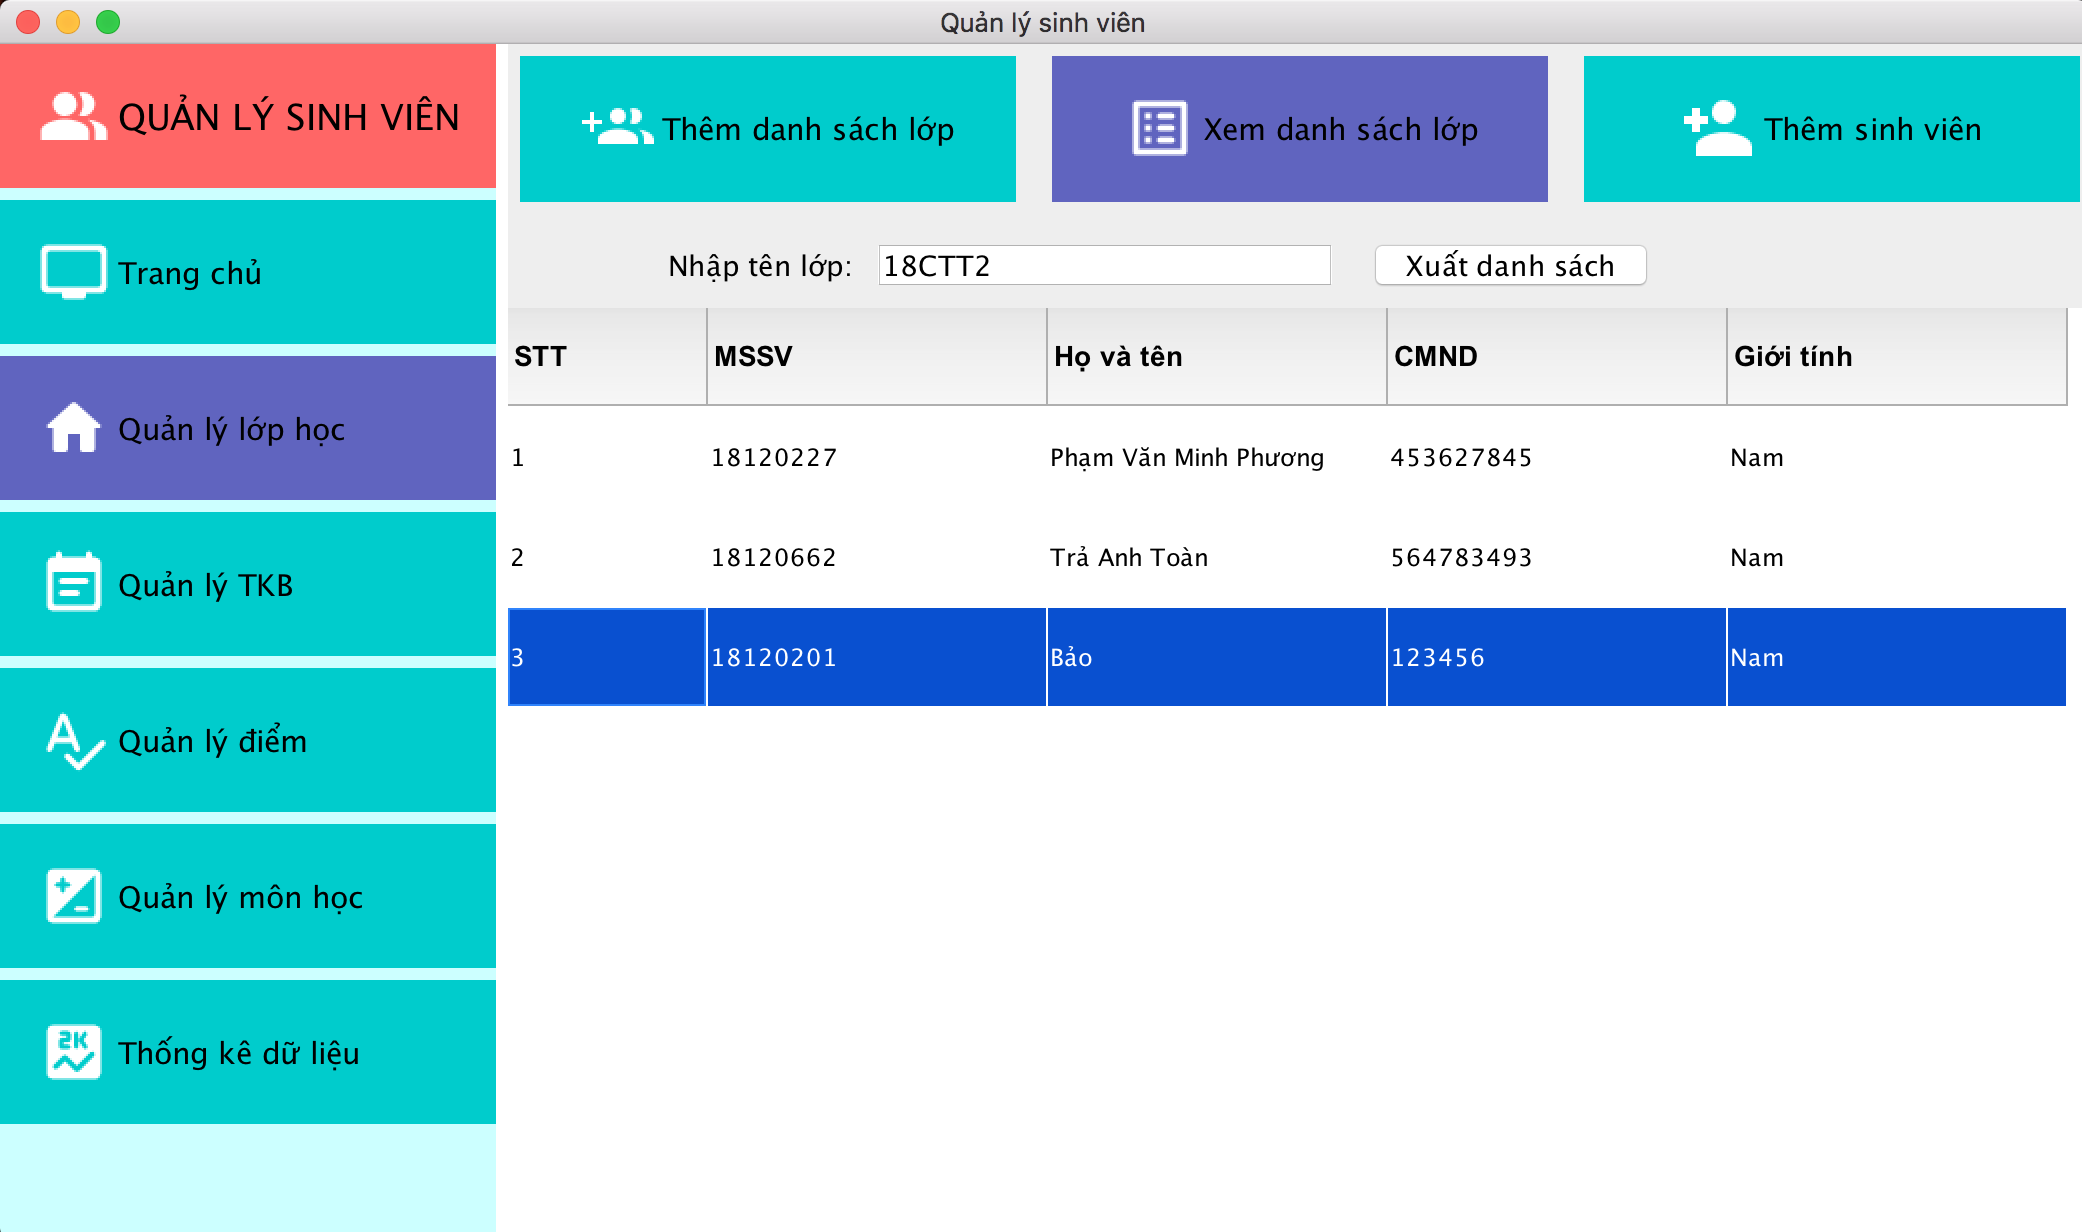 Quản lý sinh viên
QUẢN LÝ SINH VIÊN
Trang chủ
Quản lý lớp học
Quản lý TKB
Quản lý điểm
Quản lý môn học
2K
Thống kê dữ liệu
Thêm danh sách lớp
Xem danh sách lớp
Thêm sinh viên
Nhập tên lớp: 18CTT2 Xuất danh sách
STT MSSV Họ và tên CMND Giới tính
1 18120227 Phạm Văn Minh Phương 453627845 Nam
2 18120662 Trả Anh Toàn 564783493 Nam
3 18120201 Bảo 123456 Nam